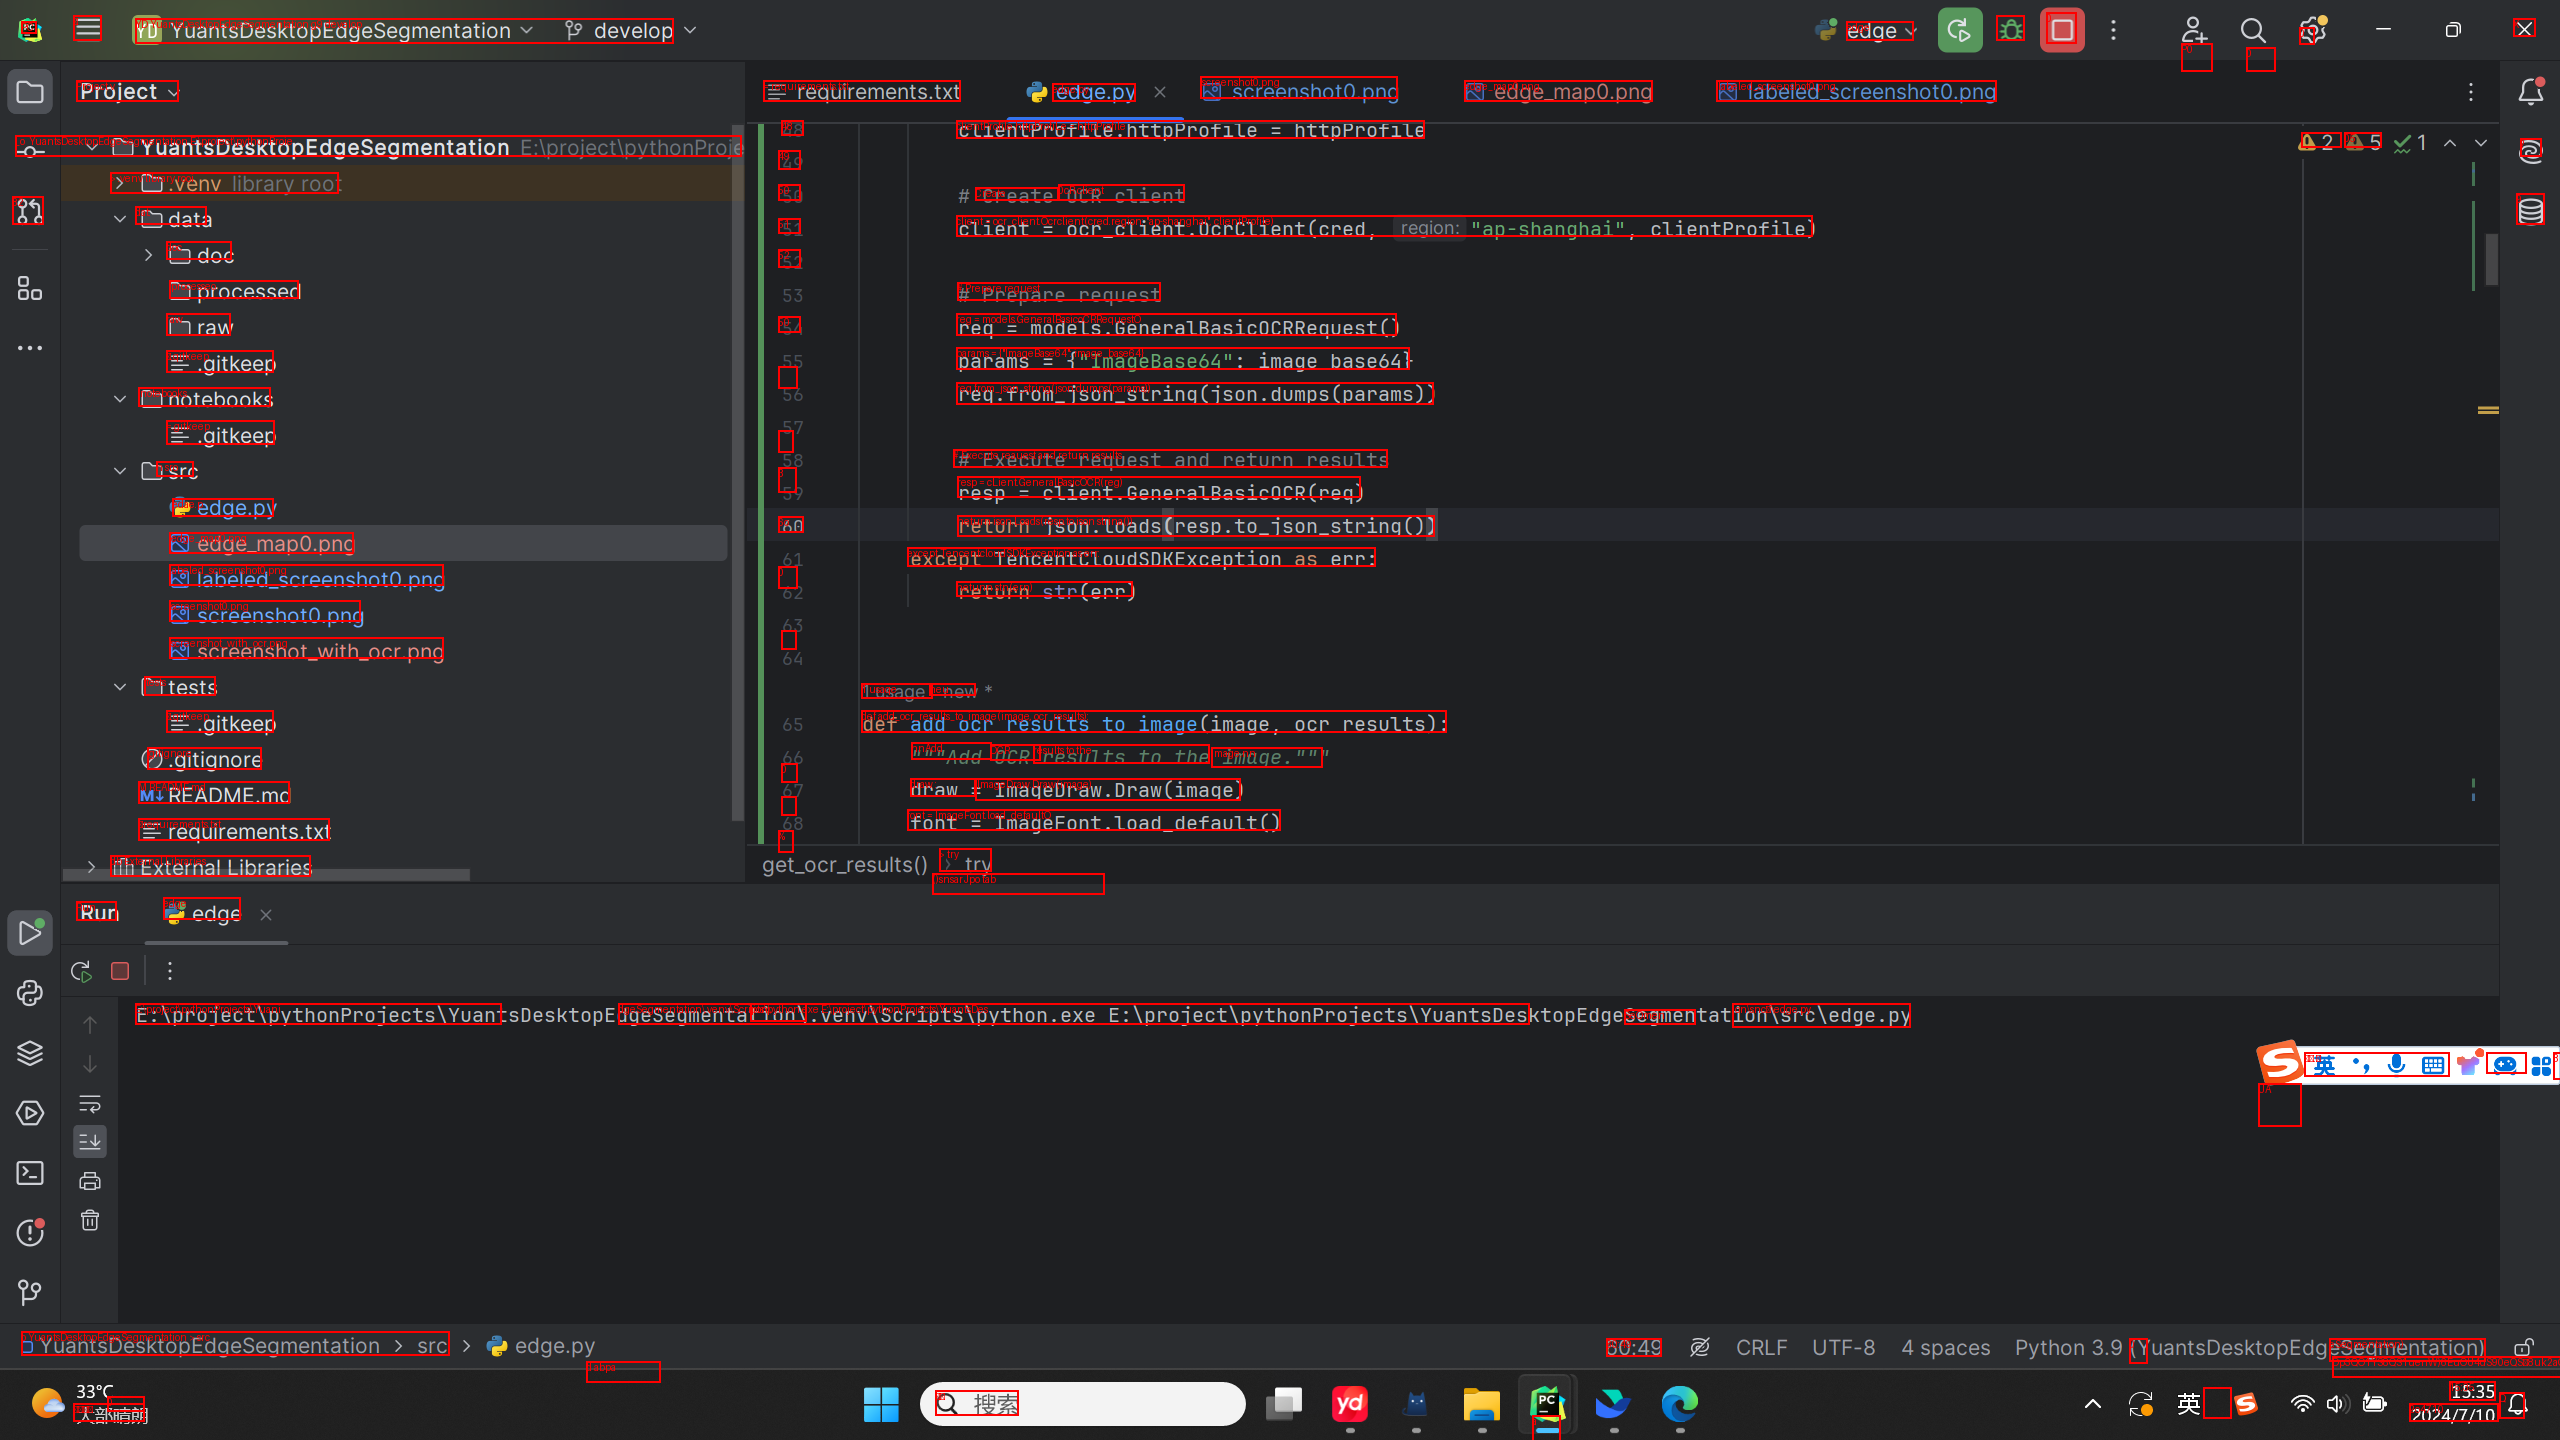 YD YuantsDesktopEdgeSegmentation develop edge
Project
requirements.txt edge.py screenshot0.png edge_map0.png labeled_screenshot0.png
YuantsDesktopEdgeSegmentation E:\project\pythonProje
.venv library root
data
doc
processed
raw
.gitkeep
notebooks
.gitkeep
src
edge.py
edge_map0.png
labeled_screenshot0.png
screenshot0.png
screenshot_with_ocr.png
tests
.gitkeep
.gitignore
M↓ README.md
requirements.txt
External Libraries
2 5 1
48 clientProfile.httpProfile = httpProfile
49
50 # Create OCR client
51 client = ocr_client.OcrClient(cred, region: "ap-shanghai", clientProfile)
52
53 # Prepare request
54 req = models.GeneralBasicOCRRequest()
55 params = {"ImageBase64": image_base64}
56 req.from_json_string(json.dumps(params))
57
58 # Execute request and return results
59 resp = client.GeneralBasicOCR(req)
60 return json.loads(resp.to_json_string())
61 except TencentCloudSDKException as err:
62 return str(err)
63
64
1 usage new *
65 def add_ocr_results_to_image(image, ocr_results):
66 """Add OCR results to the image."""
67 draw = ImageDraw.Draw(image)
68 font = ImageFont.load_default()
get_ocr_results() try
Run edge
E:\project\pythonProjects\YuantsDesktopEdgeSegmentation\.venv\Scripts\python.exe E:\project\pythonProjects\YuantsDesktopEdgeSegmentation\src\edge.py
英
YuantsDesktopEdgeSegmentation src edge.py
60:49 CRLF UTF-8 4 spaces Python 3.9 (YuantsDesktopEdgeSegmentation)
33°C
大部晴朗
搜索
yd
PC
英
15:35
2024/7/10